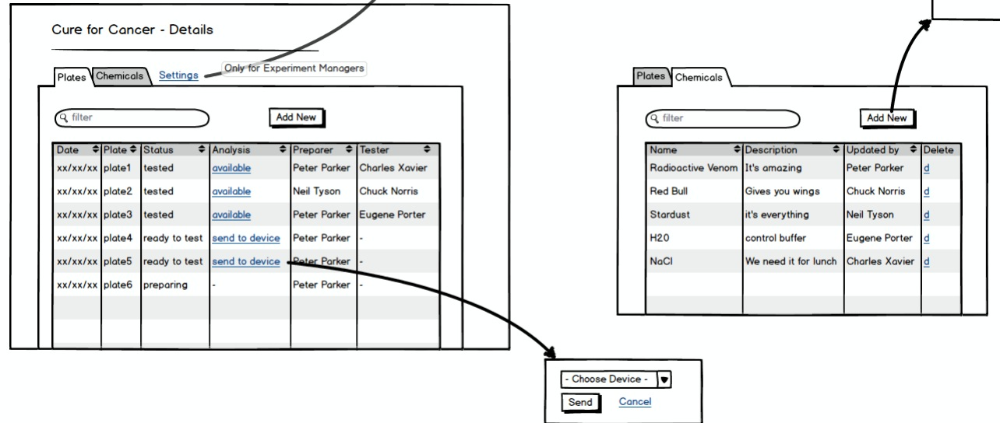 Cure for Cancer - Details
Plates Chemicals Settings Only for Experiment Managers
filter Add New
Date Plate Status Analysis Preparer Tester
xx/xx/xx plate1 tested available Peter Parker Charles Xavier
xx/xx/xx plate2 tested available Neil Tyson Chuck Norris
xx/xx/xx plate3 tested available Peter Parker Eugene Porter
xx/xx/xx plate4 ready to test send to device Peter Parker -
xx/xx/xx plate5 ready to test send to device Peter Parker -
xx/xx/xx plate6 preparing - Peter Parker -
Plates Chemicals
filter Add New
Name Description Updated by Delete
Radioactive Venom It's amazing Peter Parker d
Red Bull Gives you wings Chuck Norris d
Stardust it's everything Neil Tyson d
H20 control buffer Eugene Porter d
NaCl We need it for lunch Charles Xavier d
- Choose Device -
Send Cancel